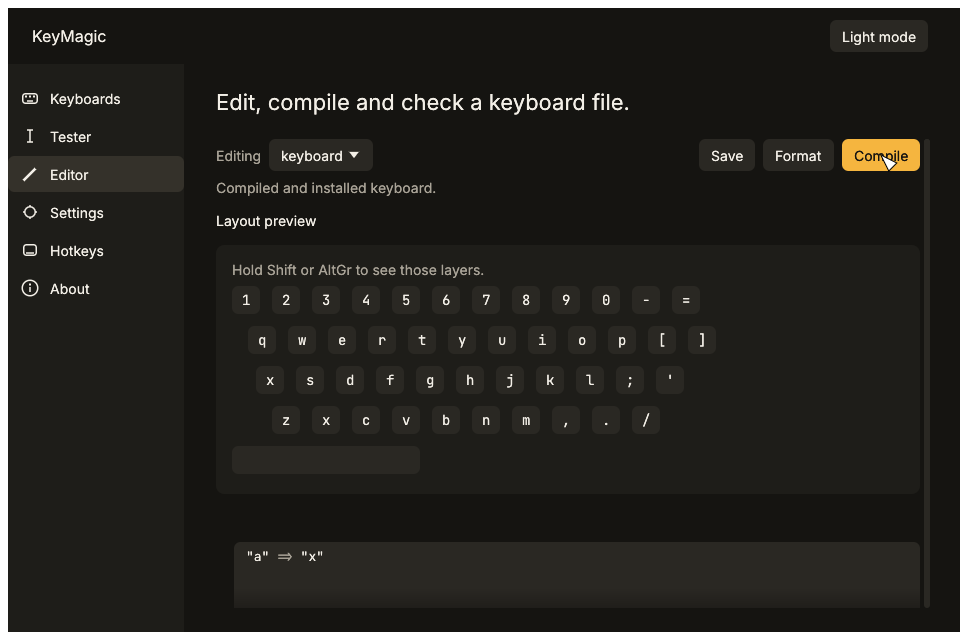 KeyMagic
Light mode
Keyboards
Tester
Editor
Settings
Hotkeys
About
Edit, compile and check a keyboard file.
Editing keyboard Save Format Compile
Compiled and installed keyboard.
Layout preview
Hold Shift or AltGr to see those layers.
1 2 3 4 5 6 7 8 9 0 - =
q w e r t y u i o p [ ]
x s d f g h j k l ; '
z x c v b n m , . /
"a" => "x"